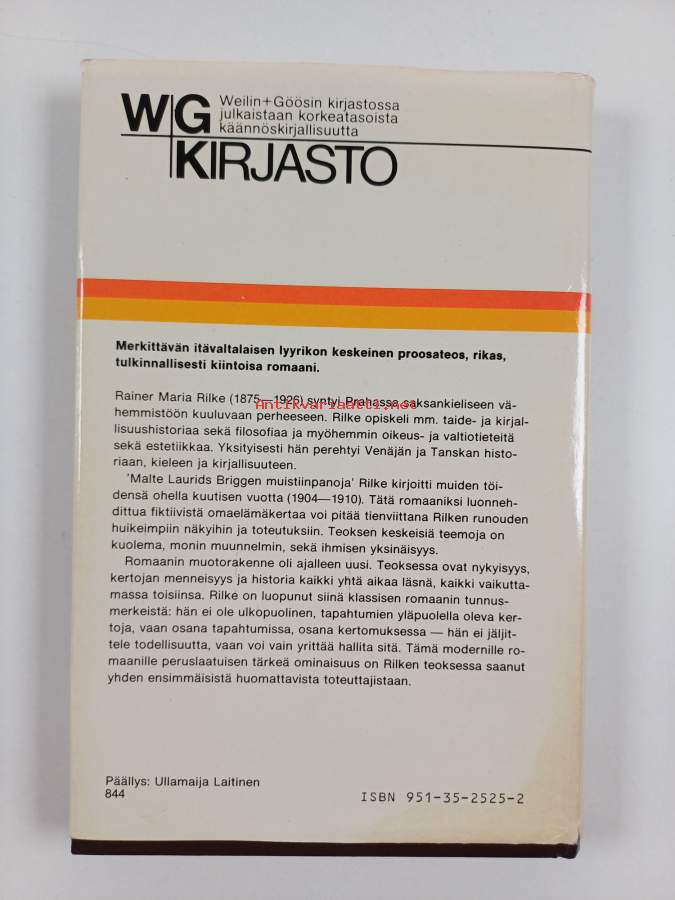 Weilin+Göösin kirjastossa
julkaistaan korkeatasoista
käännöskirjallisuutta
WG
KIRJASTO
Merkittävän itävaltalaisen lyyrikon keskeinen proosateos, rikas,
tulkinnallisesti kiintoisa romaani.
Rainer Maria Rilke (1875—1926) syntyi Prahassa saksankieliseen vä-
Antikvariaatti.net
hemmistöön kuuluvaan perheeseen. Rilke opiskeli mm. taide- ja kirjal-
lisuushistoriaa sekä filosofiaa ja myöhemmin oikeus- ja valtiotieteitä
sekä estetiikkaa. Yksityisesti hän perehtyi Venäjän ja Tanskan histo-
riaan, kieleen ja kirjallisuuteen.
'Malte Laurids Briggen muistiinpanoja' Rilke kirjoitti muiden töi-
densä ohella kuutisen vuotta (1904—1910). Tätä romaaniksi luonneh-
dittua fiktiivistä omaelämäkertaa voi pitää tienviittana Rilken runouden
huikeimpiin näkyihin ja toteutuksiin. Teoksen keskeisiä teemoja on
kuolema, monin muunnelmin, sekä ihmisen yksinäisyys.
Romaanin muotorakenne oli ajalleen uusi. Teoksessa ovat nykyisyys,
kertojan menneisyys ja historia kaikki yhtä aikaa läsnä, kaikki vaikutta-
massa toisiinsa. Rilke on luopunut siinä klassisen romaanin tunnus-
merkeistä: hän ei ole ulkopuolinen, tapahtumien yläpuolella oleva ker-
toja, vaan osana tapahtumissa, osana kertomuksessa — hän ei jäljit-
tele todellisuutta, vaan voi vain yrittää hallita sitä. Tämä modernille ro-
maanille peruslaatuisen tärkeä ominaisuus on Rilken teoksessa saanut
yhden ensimmäisistä huomattavista toteuttajistaan.
Päällys: Ullamaija Laitinen
844
ISBN 951-35-2525-2